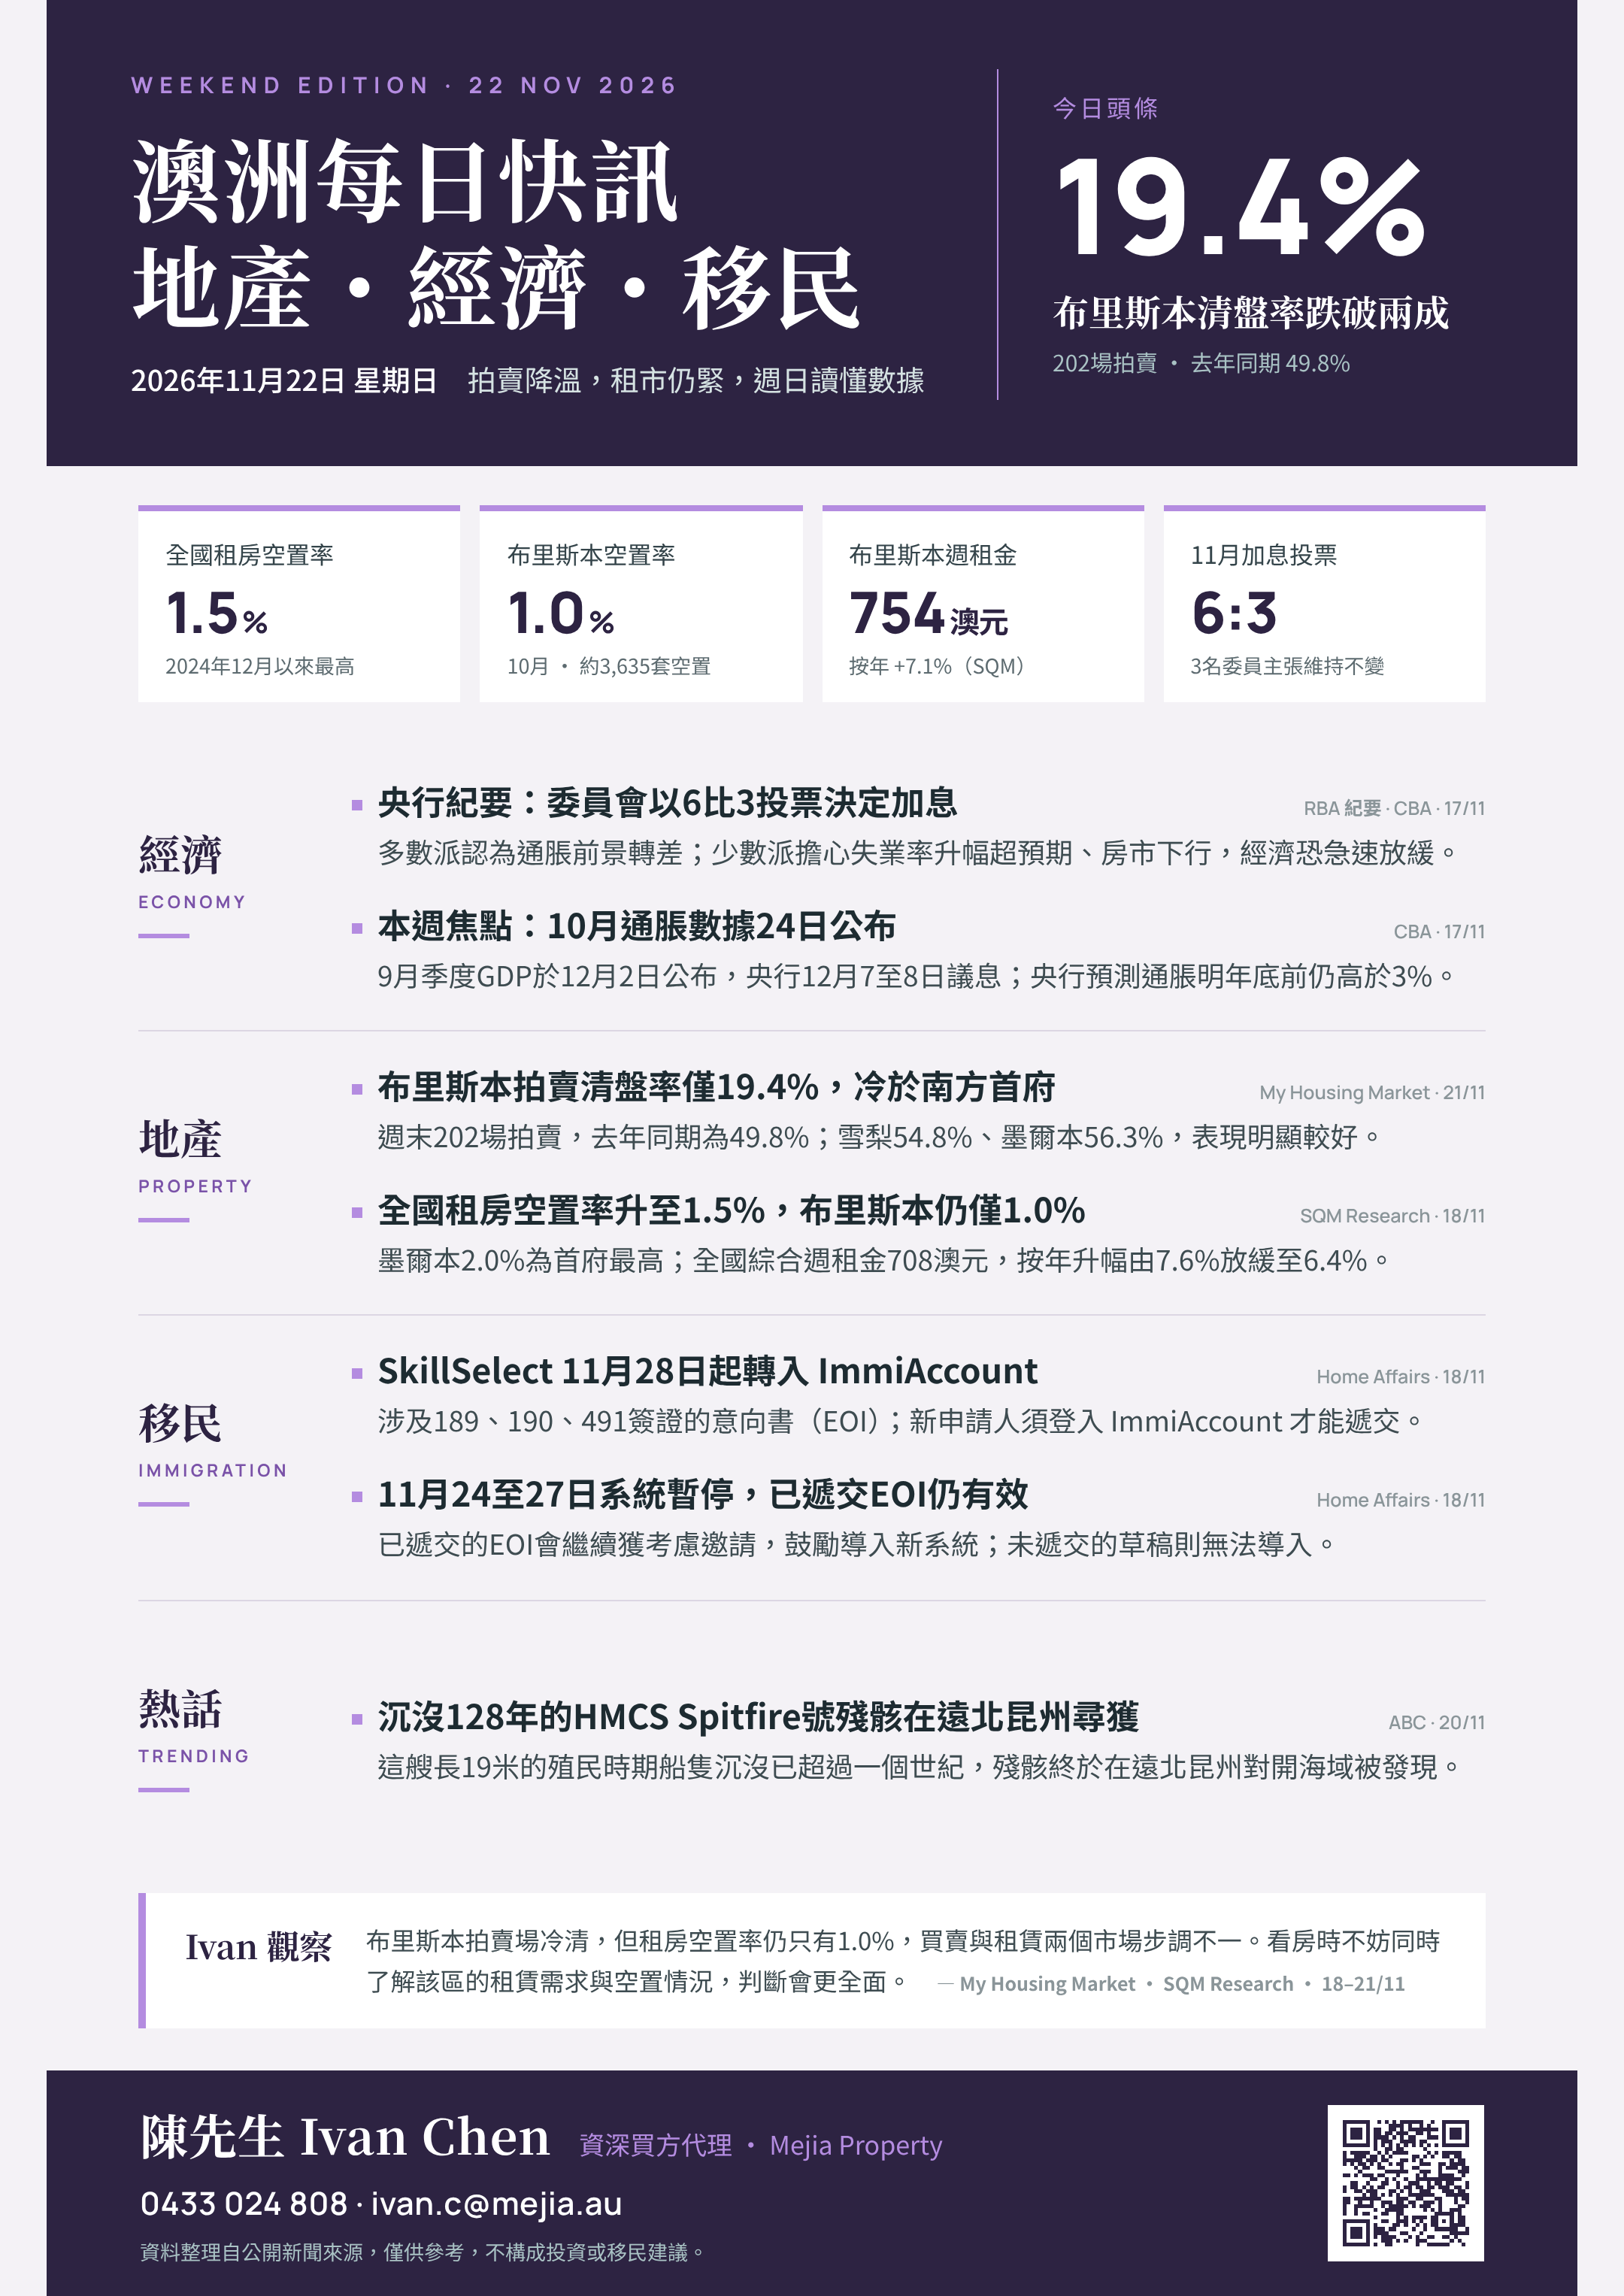 WEEKEND EDITION · 22 NOV 2026
澳洲每日快訊
地產・經濟・移民
2026年11月22日 星期日 拍賣降溫，租市仍緊，週日讀懂數據
今日頭條
19.4%
布里斯本清盤率跌破兩成
202場拍賣 ・ 去年同期 49.8%
全國租房空置率
1.5%
2024年12月以來最高
布里斯本空置率
1.0%
10月 ・ 約3,635套空置
布里斯本週租金
754澳元
按年 +7.1%（SQM）
11月加息投票
6:3
3名委員主張維持不變
經濟
ECONOMY
央行紀要：委員會以6比3投票決定加息
RBA 紀要 · CBA · 17/11
多數派認為通脹前景轉差；少數派擔心失業率升幅超預期、房市下行，經濟恐急速放緩。
本週焦點：10月通脹數據24日公布
CBA · 17/11
9月季度GDP於12月2日公布，央行12月7至8日議息；央行預測通脹明年底前仍高於3%。
地產
PROPERTY
布里斯本拍賣清盤率僅19.4%，冷於南方首府
My Housing Market · 21/11
週末202場拍賣，去年同期為49.8%；雪梨54.8%、墨爾本56.3%，表現明顯較好。
全國租房空置率升至1.5%，布里斯本仍僅1.0%
SQM Research · 18/11
墨爾本2.0%為首府最高；全國綜合週租金708澳元，按年升幅由7.6%放緩至6.4%。
移民
IMMIGRATION
SkillSelect 11月28日起轉入 ImmiAccount
Home Affairs · 18/11
涉及189、190、491簽證的意向書（EOI）；新申請人須登入 ImmiAccount 才能遞交。
11月24至27日系統暫停，已遞交EOI仍有效
Home Affairs · 18/11
已遞交的EOI會繼續獲考慮邀請，鼓勵導入新系統；未遞交的草稿則無法導入。
熱話
TRENDING
沉沒128年的HMCS Spitfire號殘骸在遠北昆州尋獲
ABC · 20/11
這艘長19米的殖民時期船隻沉沒已超過一個世紀，殘骸終於在遠北昆州對開海域被發現。
Ivan 觀察
布里斯本拍賣場冷清，但租房空置率仍只有1.0%，買賣與租賃兩個市場步調不一。看房時不妨同時
了解該區的租賃需求與空置情況，判斷會更全面。 — My Housing Market ・ SQM Research ・ 18–21/11
陳先生 Ivan Chen 資深買方代理 ・ Mejia Property
0433 024 808 · ivan.c@mejia.au
資料整理自公開新聞來源，僅供參考，不構成投資或移民建議。